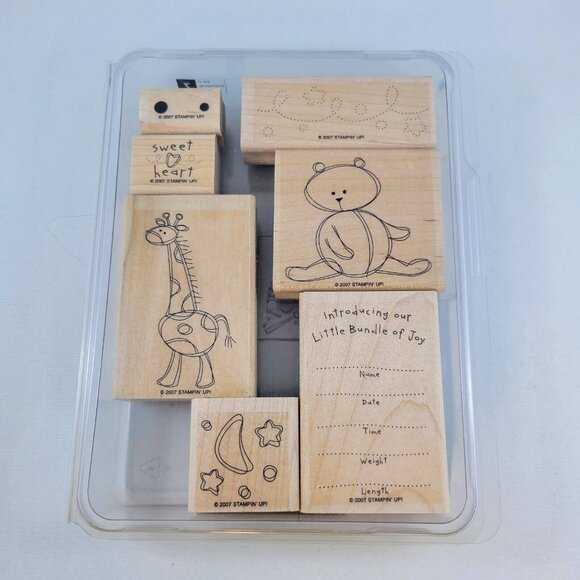 © 2007 STAMPIN' UP!
© 2007 STAMPIN' UP!
sweet
heart
© 2007 STAMPIN' UP!
© 2007 STAMPIN' UP!
© 2007 STAMPIN' UP!
Introducing our
Little Bundle of Joy
Name
Date
Time
Weight
Length
© 2007 STAMPIN' UP!
© 2007 STAMPIN' UP!